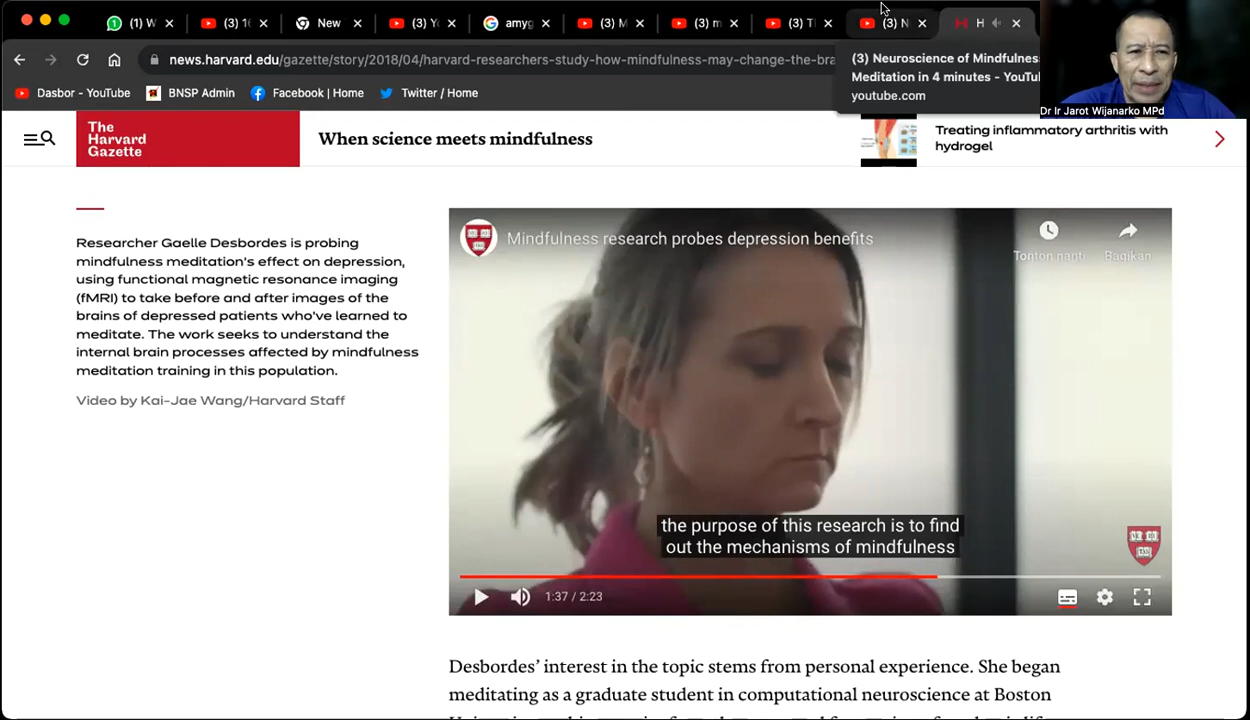 (1) W
(3) 16
New
(3) Yo
amyg
(3) M
(3) m
(3) Tl
(3) N
H
news.harvard.edu/gazette/story/2018/04/harvard-researchers-study-how-mindfulness-may-change-the-bra
(3) Neuroscience of Mindfulness
Meditation in 4 minutes - YouTu
youtube.com
Dasbor - YouTube
BNSP Admin
Facebook | Home
Twitter / Home
Dr Ir Jarot Wijanarko MPd
The
Harvard
Gazette
When science meets mindfulness
Treating inflammatory arthritis with
hydrogel
Researcher Gaelle Desbordes is probing
mindfulness meditation's effect on depression,
using functional magnetic resonance imaging
(fMRI) to take before and after images of the
brains of depressed patients who've learned to
meditate. The work seeks to understand the
internal brain processes affected by mindfulness
meditation training in this population.
Video by Kai-Jae Wang/Harvard Staff
Mindfulness research probes depression benefits
Tonton nanti
Bagikan
the purpose of this research is to find
out the mechanisms of mindfulness
1:37 / 2:23
Desbordes' interest in the topic stems from personal experience. She began
meditating as a graduate student in computational neuroscience at Boston